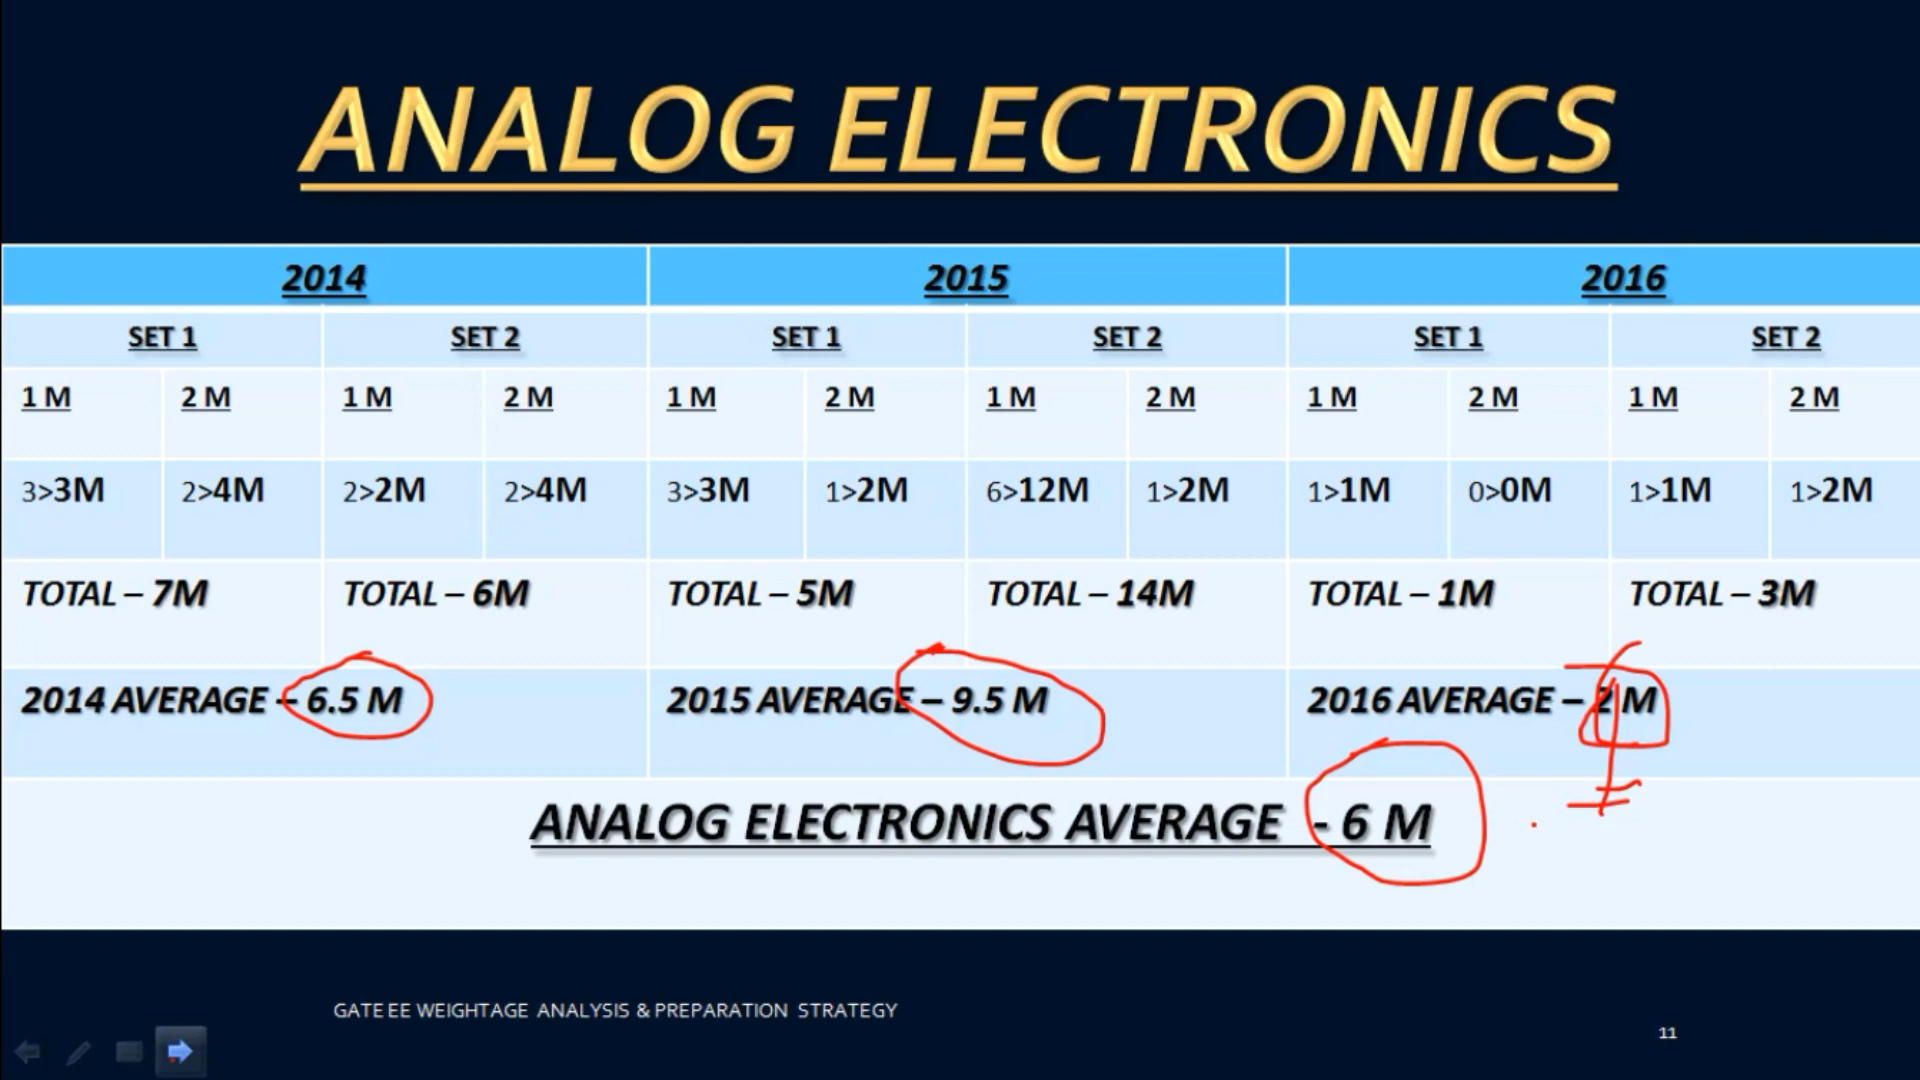 ANALOG ELECTRONICS
2014 2015 2016
SET 1 SET 2 SET 1 SET 2 SET 1 SET 2
1 M 2 M 1 M 2 M 1 M 2 M 1 M 2 M 1 M 2 M 1 M 2 M
3>3M 2>4M 2>2M 2>4M 3>3M 1>2M 6>12M 1>2M 1>1M 0>0M 1>1M 1>2M
TOTAL – 7M TOTAL – 6M TOTAL – 5M TOTAL – 14M TOTAL – 1M TOTAL – 3M
2014 AVERAGE – 6.5 M 2015 AVERAGE – 9.5 M 2016 AVERAGE – 2 M
ANALOG ELECTRONICS AVERAGE - 6 M
GATE EE WEIGHTAGE ANALYSIS & PREPARATION STRATEGY
11